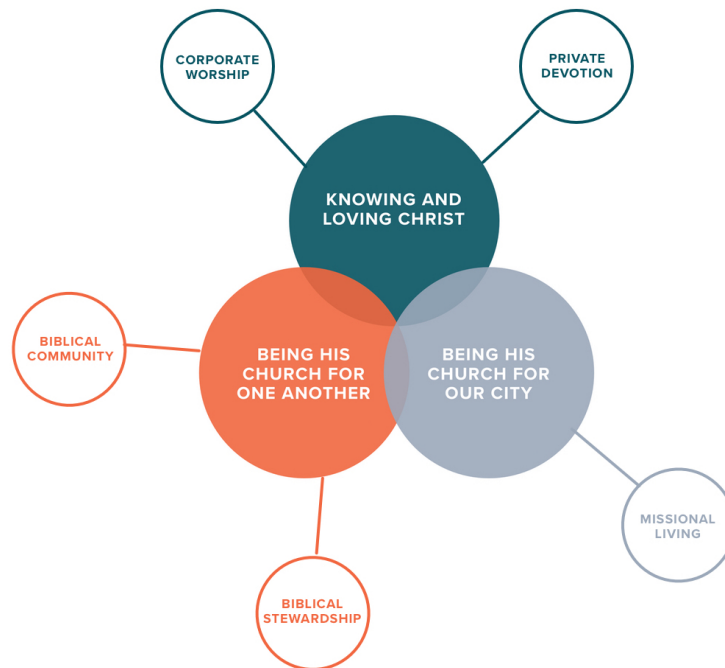 CORPORATE
WORSHIP
PRIVATE
DEVOTION
KNOWING AND
LOVING CHRIST
BIBLICAL
COMMUNITY
BEING HIS
CHURCH FOR
ONE ANOTHER
BEING HIS
CHURCH FOR
OUR CITY
MISSIONAL
LIVING
BIBLICAL
STEWARDSHIP